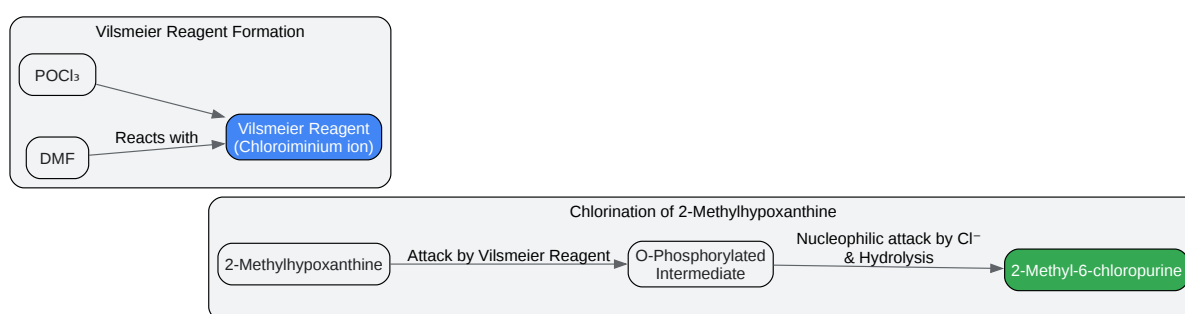 Vilsmeier Reagent Formation
POCl₃
DMF
Reacts with
Vilsmeier Reagent
(Chloroiminium ion)
Chlorination of 2-Methylhypoxanthine
2-Methylhypoxanthine
Attack by Vilsmeier Reagent
O-Phosphorylated
Intermediate
Nucleophilic attack by Cl⁻
& Hydrolysis
2-Methyl-6-chloropurine